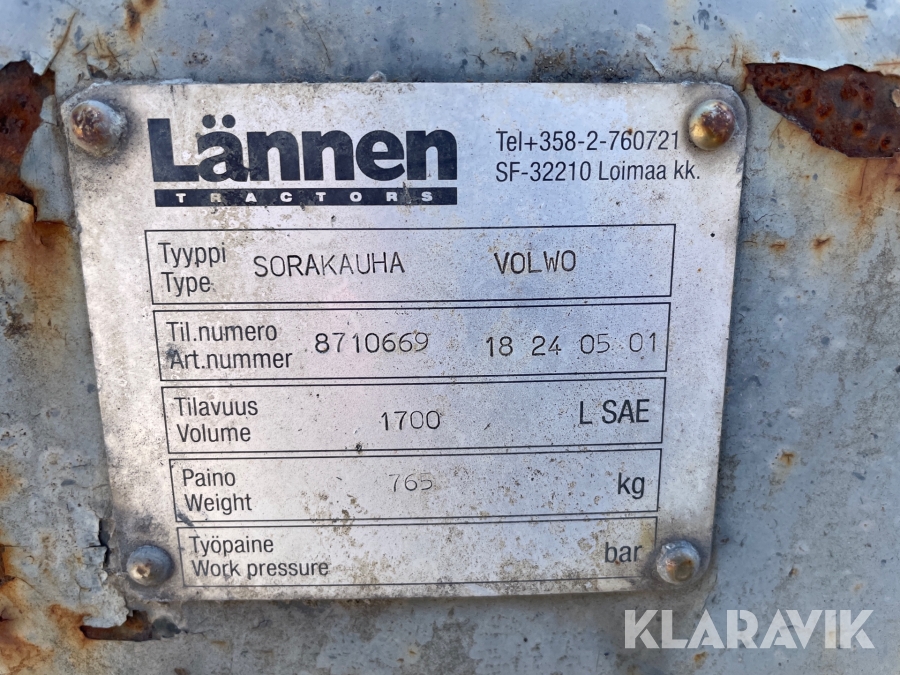 Lännen
TRACTORS
Tel+358-2-760721
SF-32210 Loimaa kk.
Tyyppi
Type
SORAKAUHA VOLWO
Til.numero
Art.nummer
8710669 18 24 05 01
Tilavuus
Volume
1700 L SAE
Paino
Weight
765 kg
Työpaine
Work pressure
bar
KLARAVIK